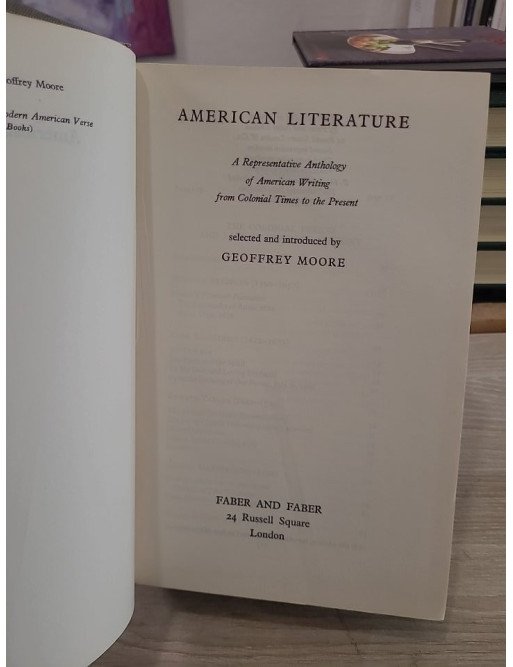 offrey Moore
odern American Verse
Books)
AMERICAN LITERATURE
A Representative Anthology
of American Writing
from Colonial Times to the Present
selected and introduced by
GEOFFREY MOORE
FABER AND FABER
24 Russell Square
London